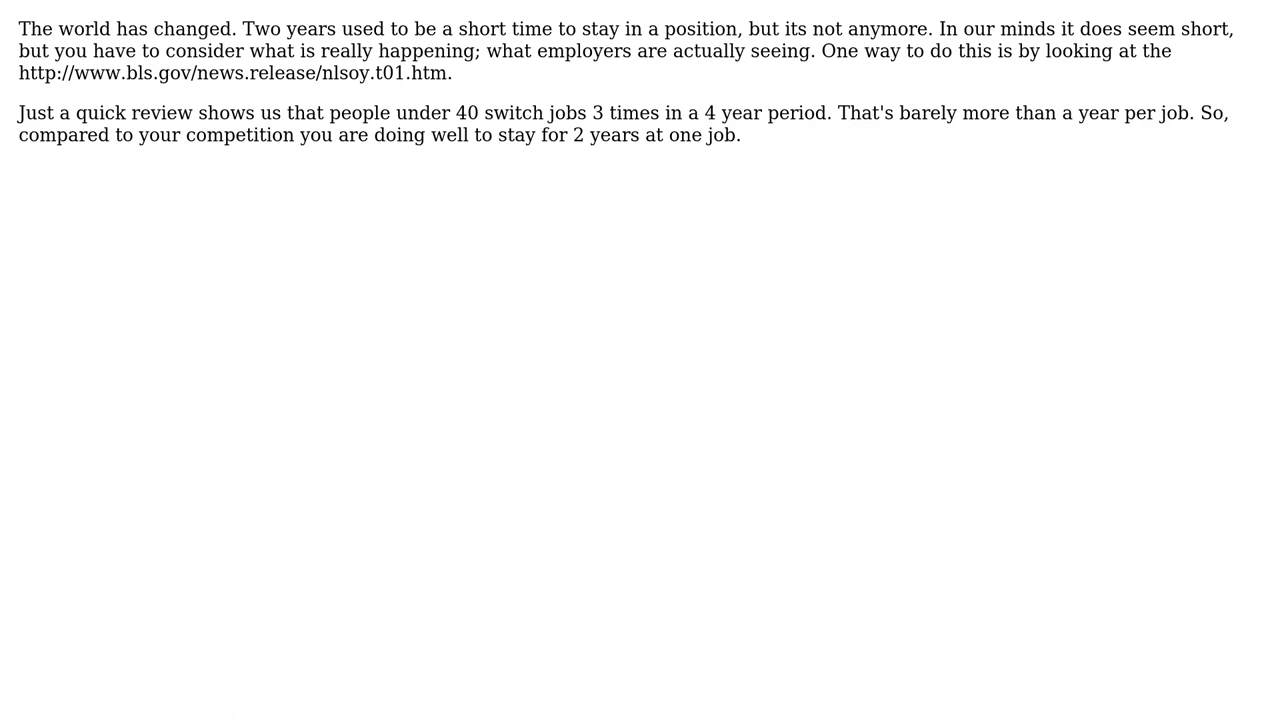 The world has changed. Two years used to be a short time to stay in a position, but its not anymore. In our minds it does seem short,
but you have to consider what is really happening; what employers are actually seeing. One way to do this is by looking at the
http://www.bls.gov/news.release/nlsoy.t01.htm.
Just a quick review shows us that people under 40 switch jobs 3 times in a 4 year period. That's barely more than a year per job. So,
compared to your competition you are doing well to stay for 2 years at one job.